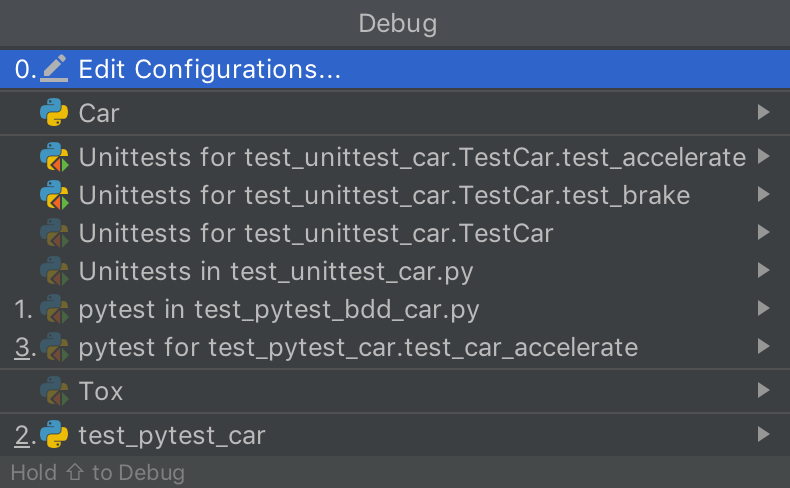 Debug
0. Edit Configurations...
Car
Unittests for test_unittest_car.TestCar.test_accelerate
Unittests for test_unittest_car.TestCar.test_brake
Unittests for test_unittest_car.TestCar
Unittests in test_unittest_car.py
1. pytest in test_pytest_bdd_car.py
3. pytest for test_pytest_car.test_car_accelerate
Tox
2. test_pytest_car
Hold ⇧ to Debug